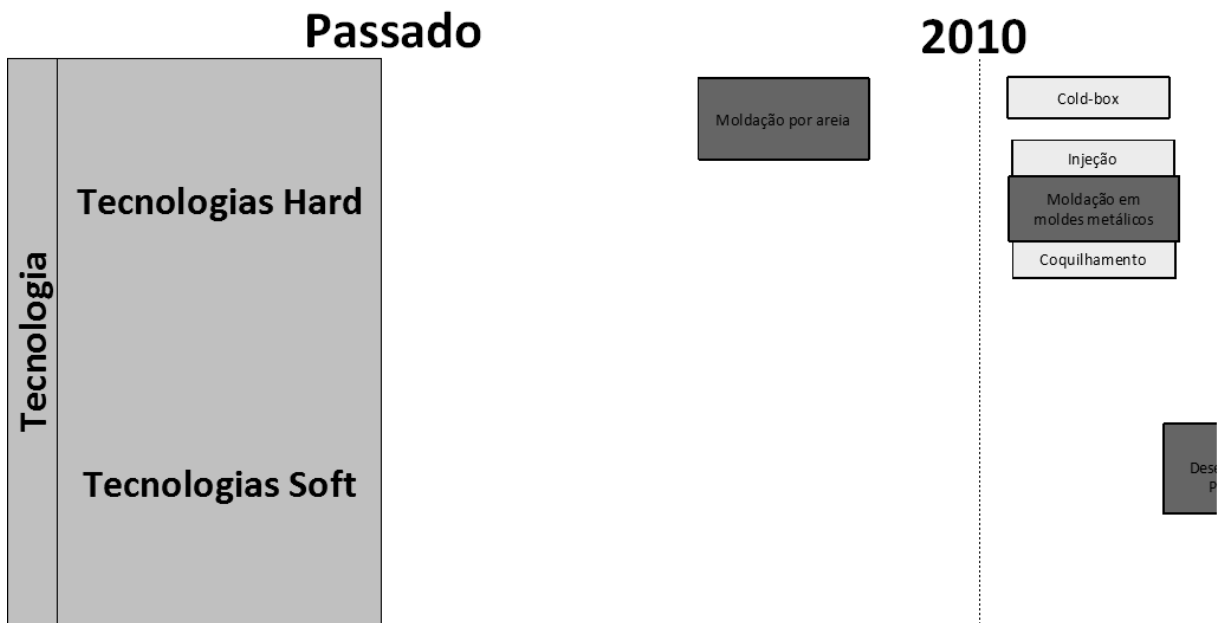 Passado
2010
Tecnologia
Tecnologias Hard
Moldação por areia
Cold-box
Injeção
Moldação em
moldes metálicos
Coquilhamento
Tecnologias Soft